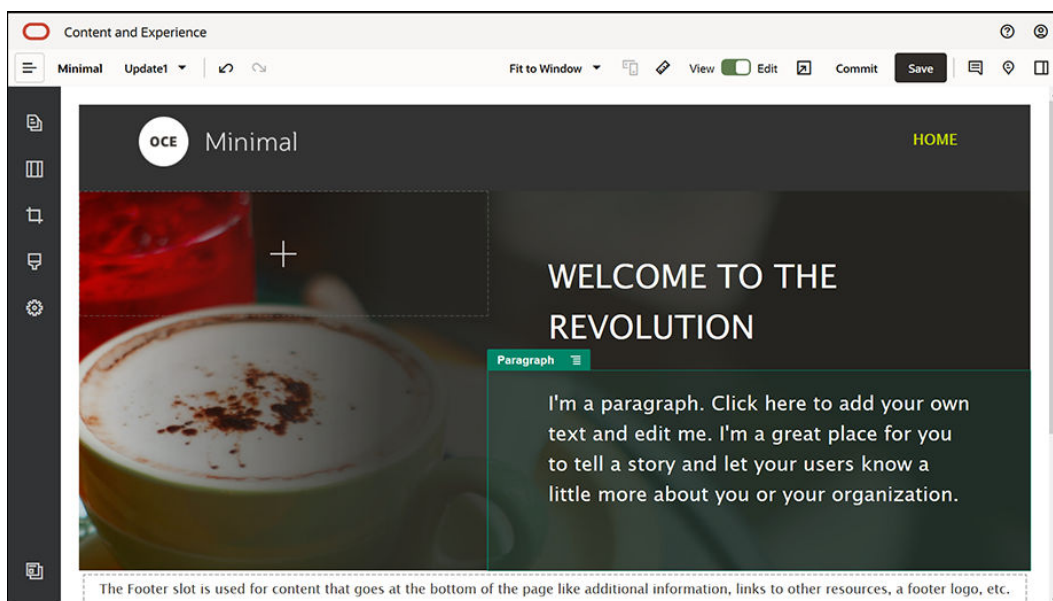 Content and Experience
Minimal Update1 Fit to Window View Edit Commit Save
OCE Minimal HOME
WELCOME TO THE
REVOLUTION
Paragraph
I'm a paragraph. Click here to add your own
text and edit me. I'm a great place for you
to tell a story and let your users know a
little more about you or your organization.
The Footer slot is used for content that goes at the bottom of the page like additional information, links to other resources, a footer logo, etc.